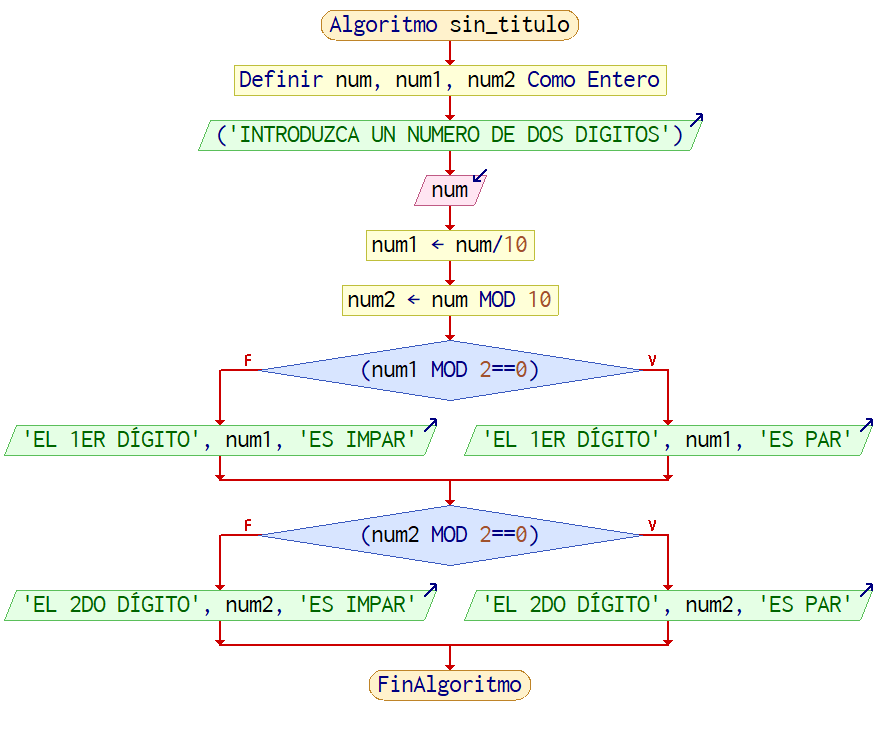 Algoritmo sin_titulo
Definir num, num1, num2 Como Entero
('INTRODUZCA UN NUMERO DE DOS DIGITOS')
num
num1 ← num/10
num2 ← num MOD 10
F
(num1 MOD 2==0)
V
'EL 1ER DÍGITO', num1, 'ES IMPAR'
'EL 1ER DÍGITO', num1, 'ES PAR'
F
(num2 MOD 2==0)
V
'EL 2DO DÍGITO', num2, 'ES IMPAR'
'EL 2DO DÍGITO', num2, 'ES PAR'
FinAlgoritmo